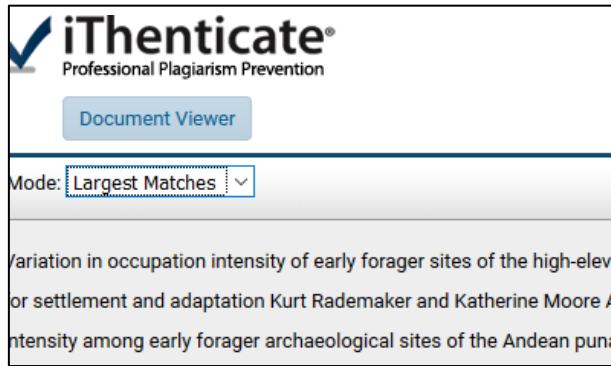 iThenticate®
Professional Plagiarism Prevention
Document Viewer
Mode: Largest Matches
ariation in occupation intensity of early forager sites of the high-elev
or settlement and adaptation Kurt Rademaker and Katherine Moore A
ntensity among early forager archaeological sites of the Andean puna